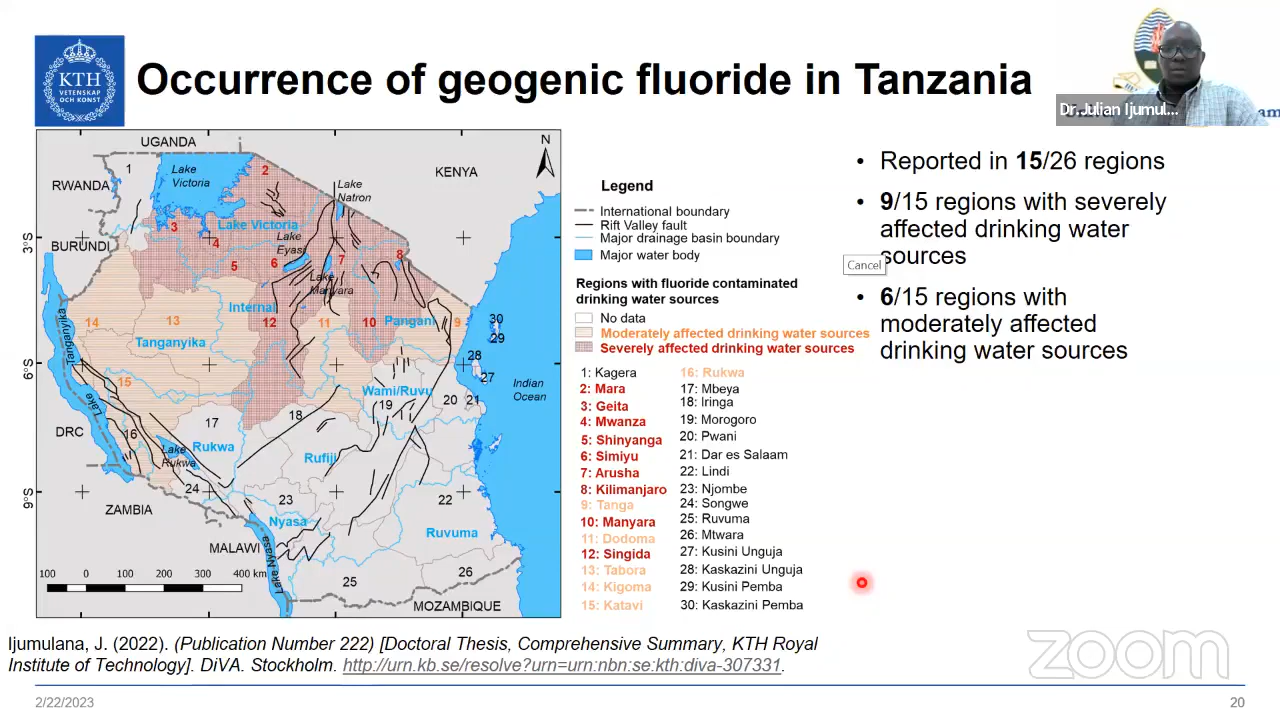 KTH
VETENSKAP
OCH KONST
Occurrence of geogenic fluoride in Tanzania
Dr.Julian Ijumul...
UGANDA
RWANDA
BURUNDI
KENYA
DRC
ZAMBIA
MALAWI
MOZAMBIQUE
N
3°S
6°S
9°S
Lake
Victoria
Lake
Natron
Lake Victoria
Lake
Eyasi
Lake
Manyara
Internal
Pangani
Tanganyika
Lake Tanganyika
Wami/Ruvu
Rukwa
Lake
Rukwa
Rufiji
Nyasa
Lake Nyasa
Ruvuma
Indian
Ocean
1
2
3
4
5
6
7
8
9
10
11
12
13
14
15
16
17
18
19
20
21
22
23
24
25
26
27
28
29
30
100 0 100 200 300 400 km
Legend
International boundary
Rift Valley fault
Major drainage basin boundary
Major water body
Regions with fluoride contaminated
drinking water sources
No data
Moderately affected drinking water sources
Severely affected drinking water sources
1: Kagera
2: Mara
3: Geita
4: Mwanza
5: Shinyanga
6: Simiyu
7: Arusha
8: Kilimanjaro
9: Tanga
10: Manyara
11: Dodoma
12: Singida
13: Tabora
14: Kigoma
15: Katavi
16: Rukwa
17: Mbeya
18: Iringa
19: Morogoro
20: Pwani
21: Dar es Salaam
22: Lindi
23: Njombe
24: Songwe
25: Ruvuma
26: Mtwara
27: Kusini Unguja
28: Kaskazini Unguja
29: Kusini Pemba
30: Kaskazini Pemba
• Reported in 15/26 regions
• 9/15 regions with severely
affected drinking water
sources
Cancel
• 6/15 regions with
moderately affected
drinking water sources
Ijumulana, J. (2022). (Publication Number 222) [Doctoral Thesis, Comprehensive Summary, KTH Royal
Institute of Technology]. DiVA. Stockholm. http://urn.kb.se/resolve?urn=urn:nbn:se:kth:diva-307331.
zoom
2/22/2023
20